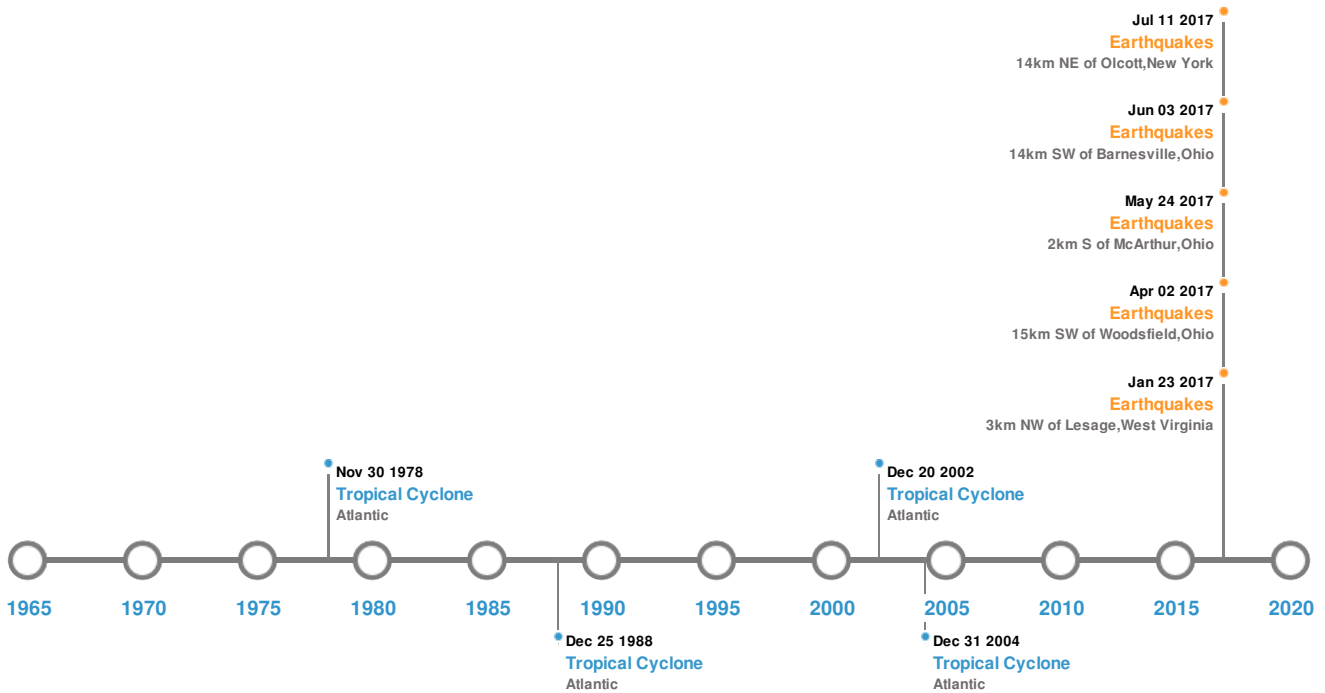 Jul 11 2017
Earthquakes
14km NE of Olcott,New York
Jun 03 2017
Earthquakes
14km SW of Barnesville,Ohio
May 24 2017
Earthquakes
2km S of McArthur,Ohio
Apr 02 2017
Earthquakes
15km SW of Woodsfield,Ohio
Jan 23 2017
Earthquakes
3km NW of Lesage,West Virginia
Nov 30 1978
Tropical Cyclone
Atlantic
Dec 20 2002
Tropical Cyclone
Atlantic
1965 1970 1975 1980 1985 1990 1995 2000 2005 2010 2015 2020
Dec 25 1988
Tropical Cyclone
Atlantic
Dec 31 2004
Tropical Cyclone
Atlantic